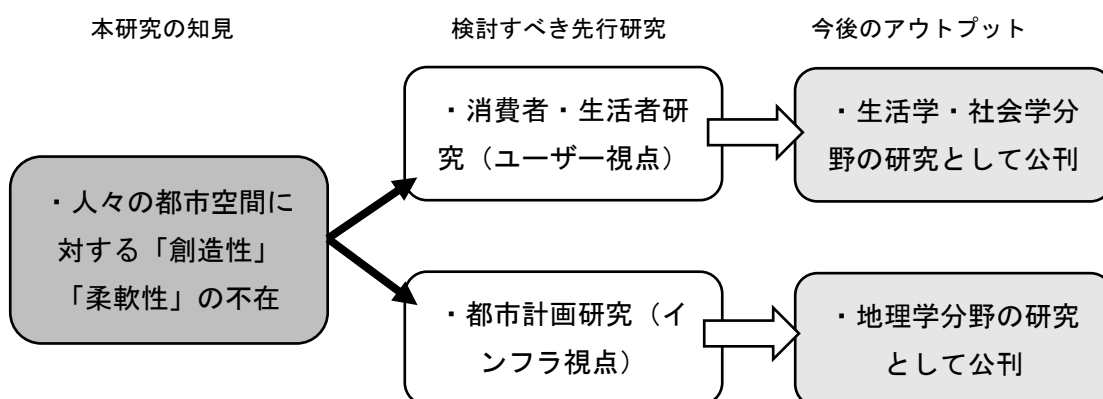 本研究の知見
検討すべき先行研究
今後のアウトプット
・人々の都市空間に
対する「創造性」
「柔軟性」の不在
・消費者・生活者研
究（ユーザー視点）
・生活学・社会学分
野の研究として公刊
・都市計画研究（イ
ンフラ視点）
・地理学分野の研究
として公刊